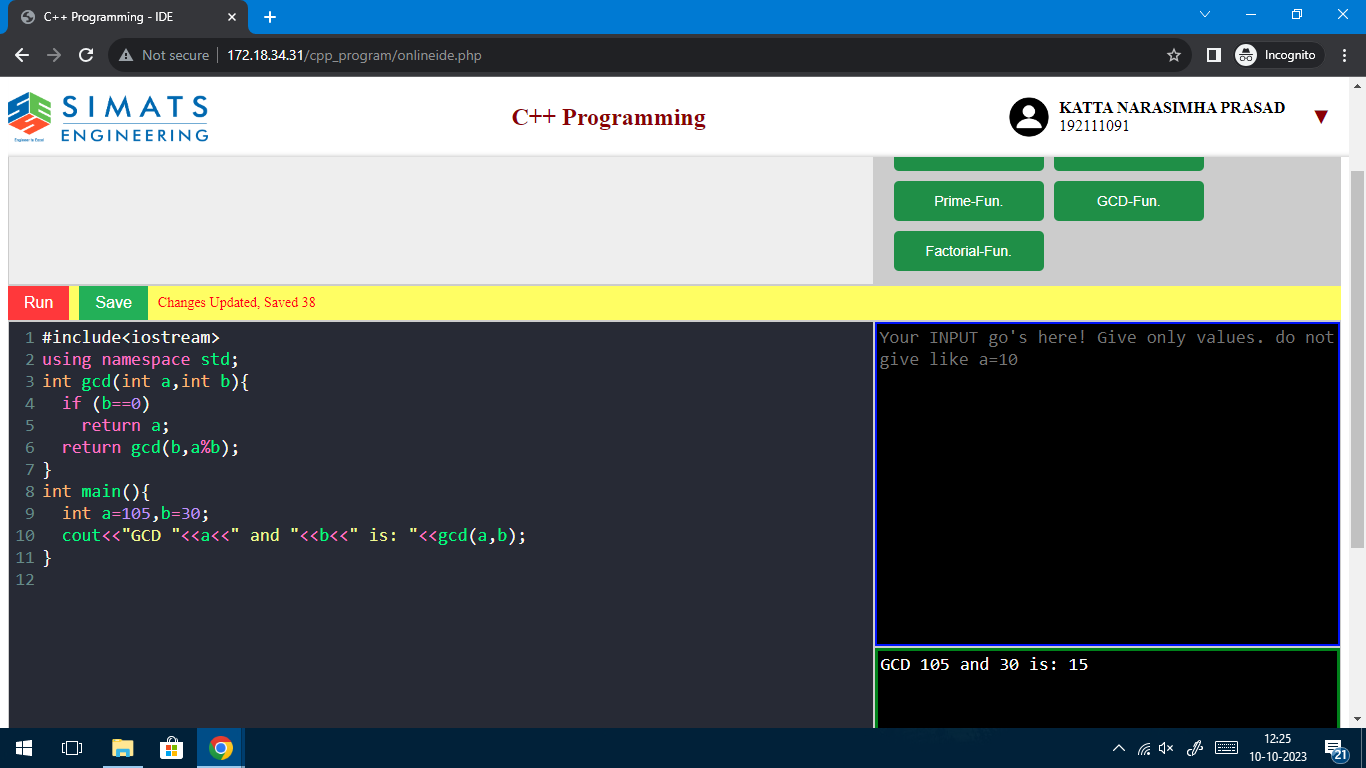 C++ Programming - IDE
Not secure
172.18.34.31/cpp_program/onlineide.php
Incognito
SIMATS
ENGINEERING
Engineer to Excel
C++ Programming
KATTA NARASIMHA PRASAD
192111091
Prime-Fun.
GCD-Fun.
Factorial-Fun.
Run
Save
Changes Updated, Saved 38
1 #include<iostream>
2 using namespace std;
3 int gcd(int a,int b){
4 if (b==0)
5 return a;
6 return gcd(b,a%b);
7 }
8 int main(){
9 int a=105,b=30;
10 cout<<"GCD "<<a<<" and "<<b<<" is: "<<gcd(a,b);
11 }
12
Your INPUT go's here! Give only values. do not
give like a=10
GCD 105 and 30 is: 15
12:25
10-10-2023
21